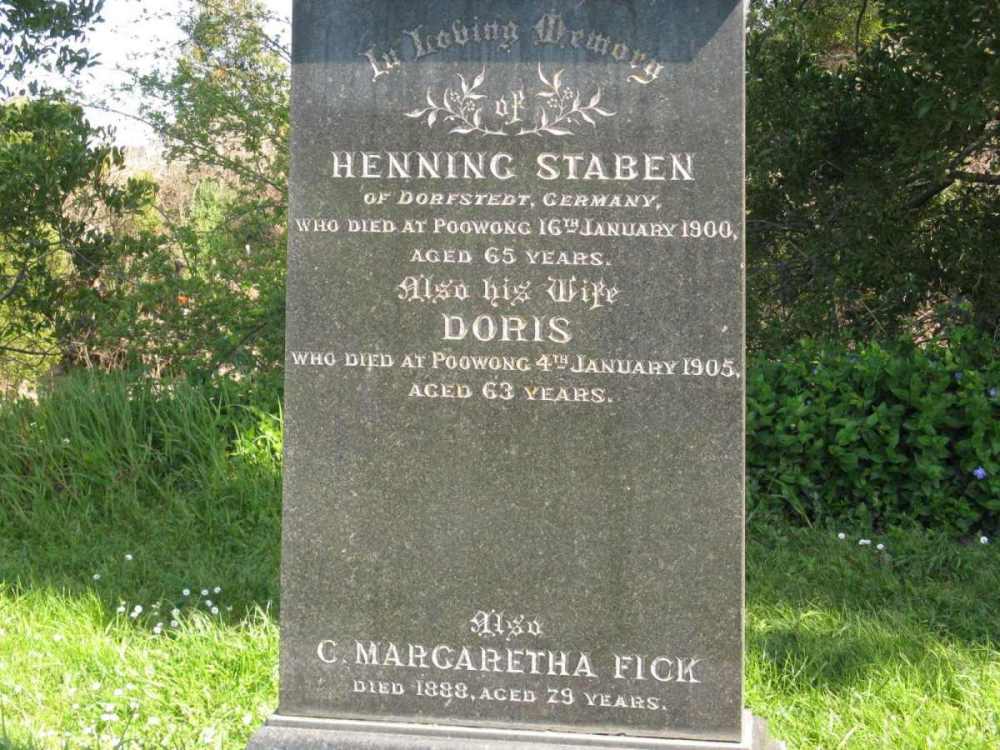 In Loving Memory
of
HENNING STABEN
OF DORFSTEDT, GERMANY,
WHO DIED AT POOWONG 16TH JANUARY 1900,
AGED 65 YEARS.
Also his Wife
DORIS
WHO DIED AT POOWONG 4TH JANUARY 1905,
AGED 63 YEARS.
Also
C. MARGARETHA FICK
DIED 1888, AGED 79 YEARS.